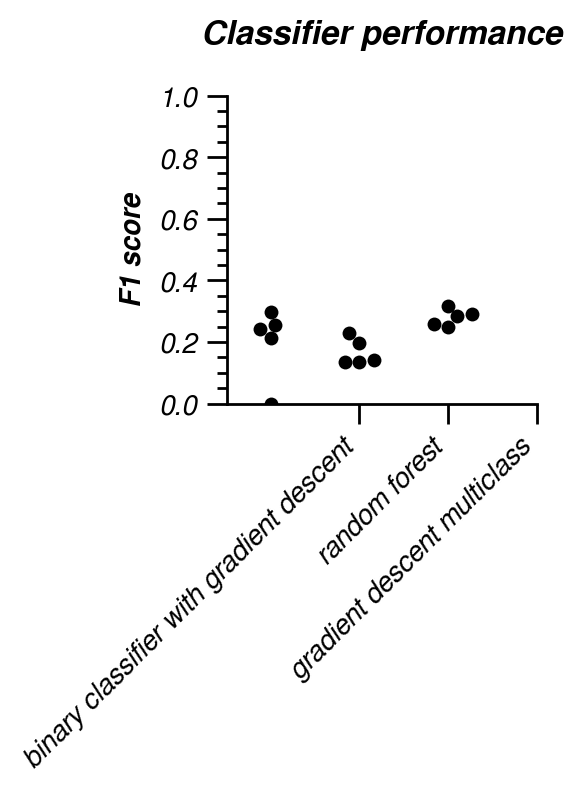 Classifier performance
1.0
0.8
0.6
0.4
0.2
0.0
F1 score
binary classifier with gradient descent
random forest
gradient descent multiclass